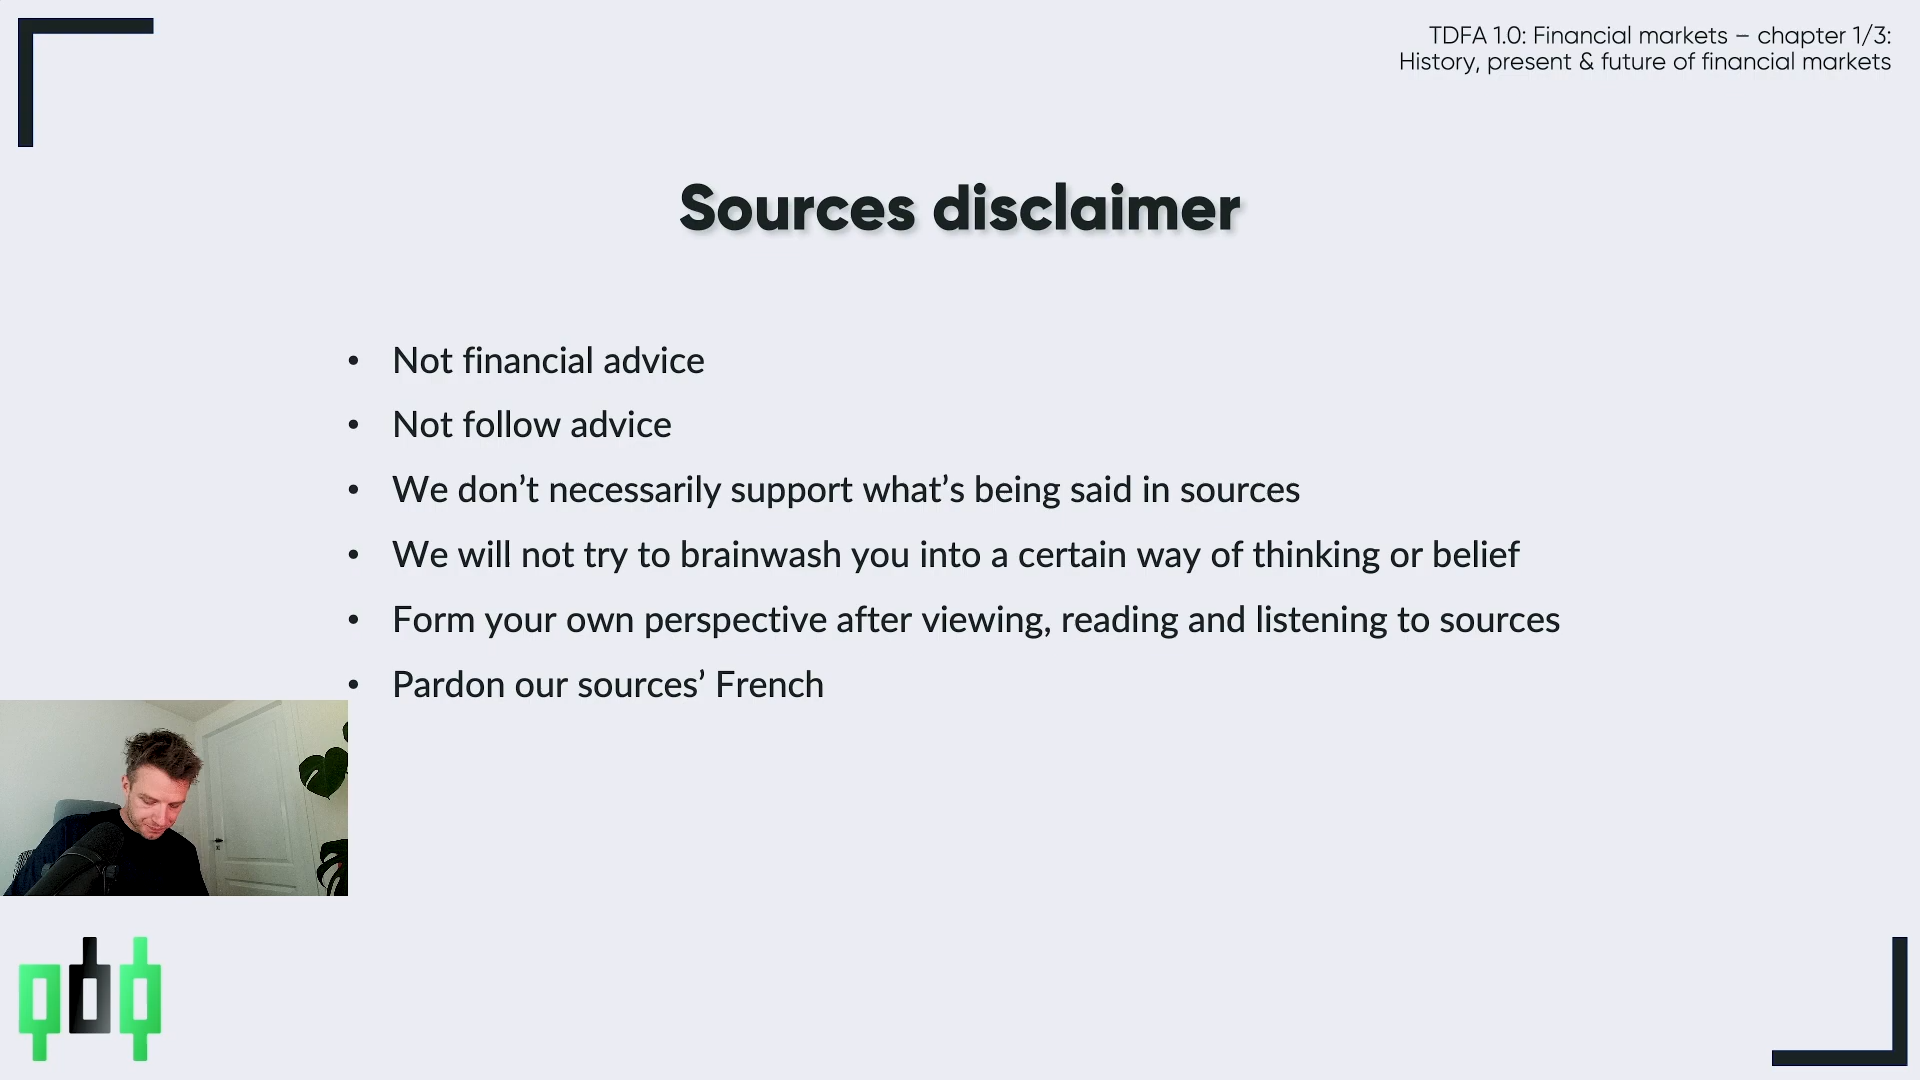 TDFA 1.0: Financial markets – chapter 1/3:
History, present & future of financial markets
Sources disclaimer
• Not financial advice
• Not follow advice
• We don’t necessarily support what’s being said in sources
• We will not try to brainwash you into a certain way of thinking or belief
• Form your own perspective after viewing, reading and listening to sources
• Pardon our sources’ French